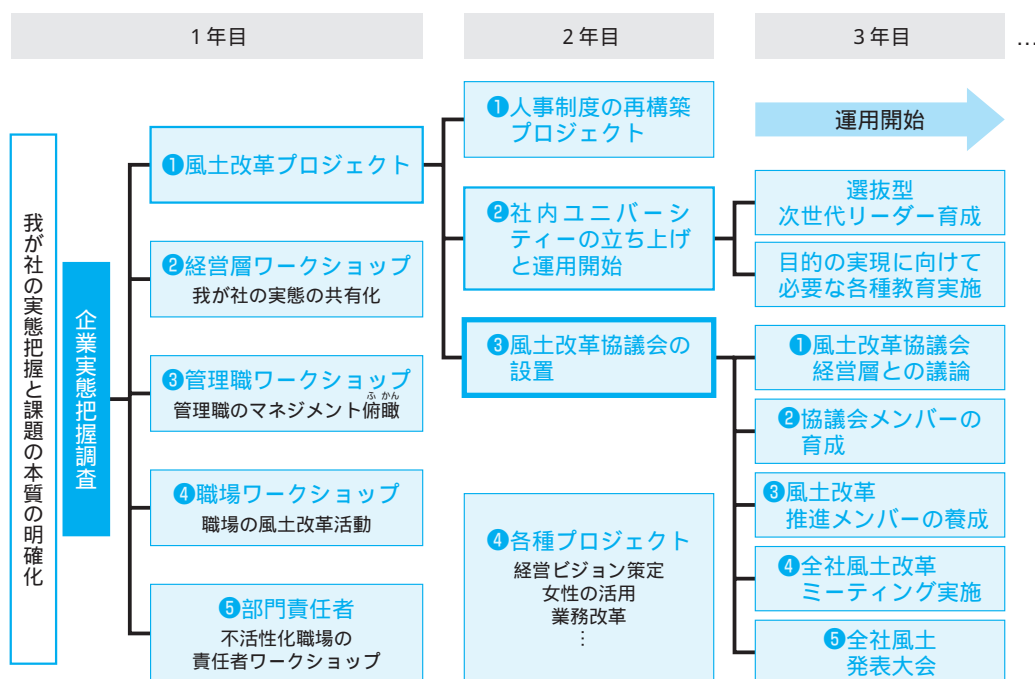 1年目
2年目
3年目
…
我が社の実態把握と課題の本質の明確化
企業実態把握調査
❶風土改革プロジェクト
❷経営層ワークショップ
我が社の実態の共有化
❸管理職ワークショップ
管理職のマネジメント俯瞰
ふかん
❹職場ワークショップ
職場の風土改革活動
❺部門責任者
不活性化職場の
責任者ワークショップ
❶人事制度の再構築
プロジェクト
❷社内ユニバーシ
ティーの立ち上げ
と運用開始
❸風土改革協議会の
設置
❹各種プロジェクト
経営ビジョン策定
女性の活用
業務改革
…
運用開始
選抜型
次世代リーダー育成
目的の実現に向けて
必要な各種教育実施
❶風土改革協議会
経営層との議論
❷協議会メンバーの
育成
❸風土改革
推進メンバーの養成
❹全社風土改革
ミーティング実施
❺全社風土
発表大会